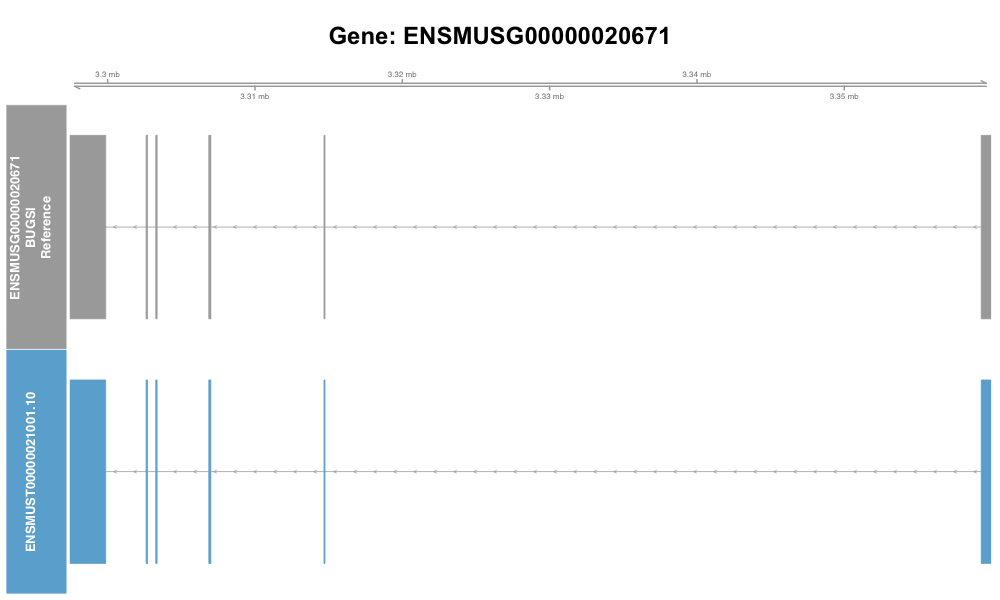 Gene: ENSMUSG00000020671
3.3 mb
3.32 mb
3.34 mb
3.31 mb
3.33 mb
3.35 mb
ENSMUSG00000020671
BUGSI
Reference
ENSMUST00000021001.10